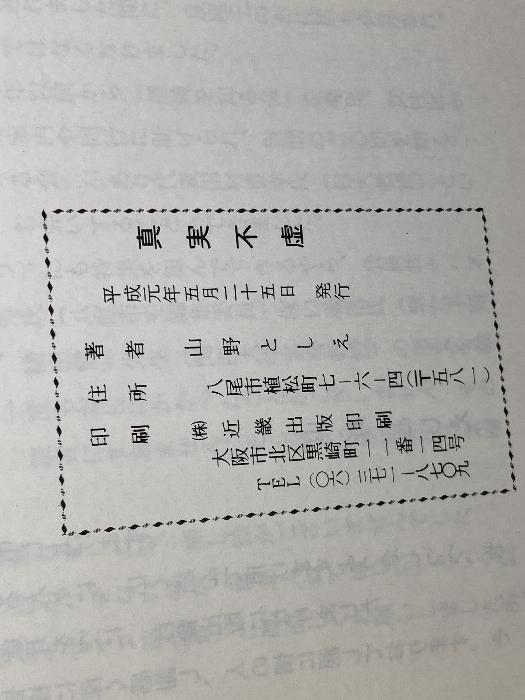 真実不虚
平成元年五月二十五日 発行
著者 山野としえ
住所 八尾市植松町七ー六ー四(〒五八一)
印刷 ㈱近畿出版印刷
大阪市北区黒崎町一一番一四号
TEL(〇六)三七一ー八七〇九